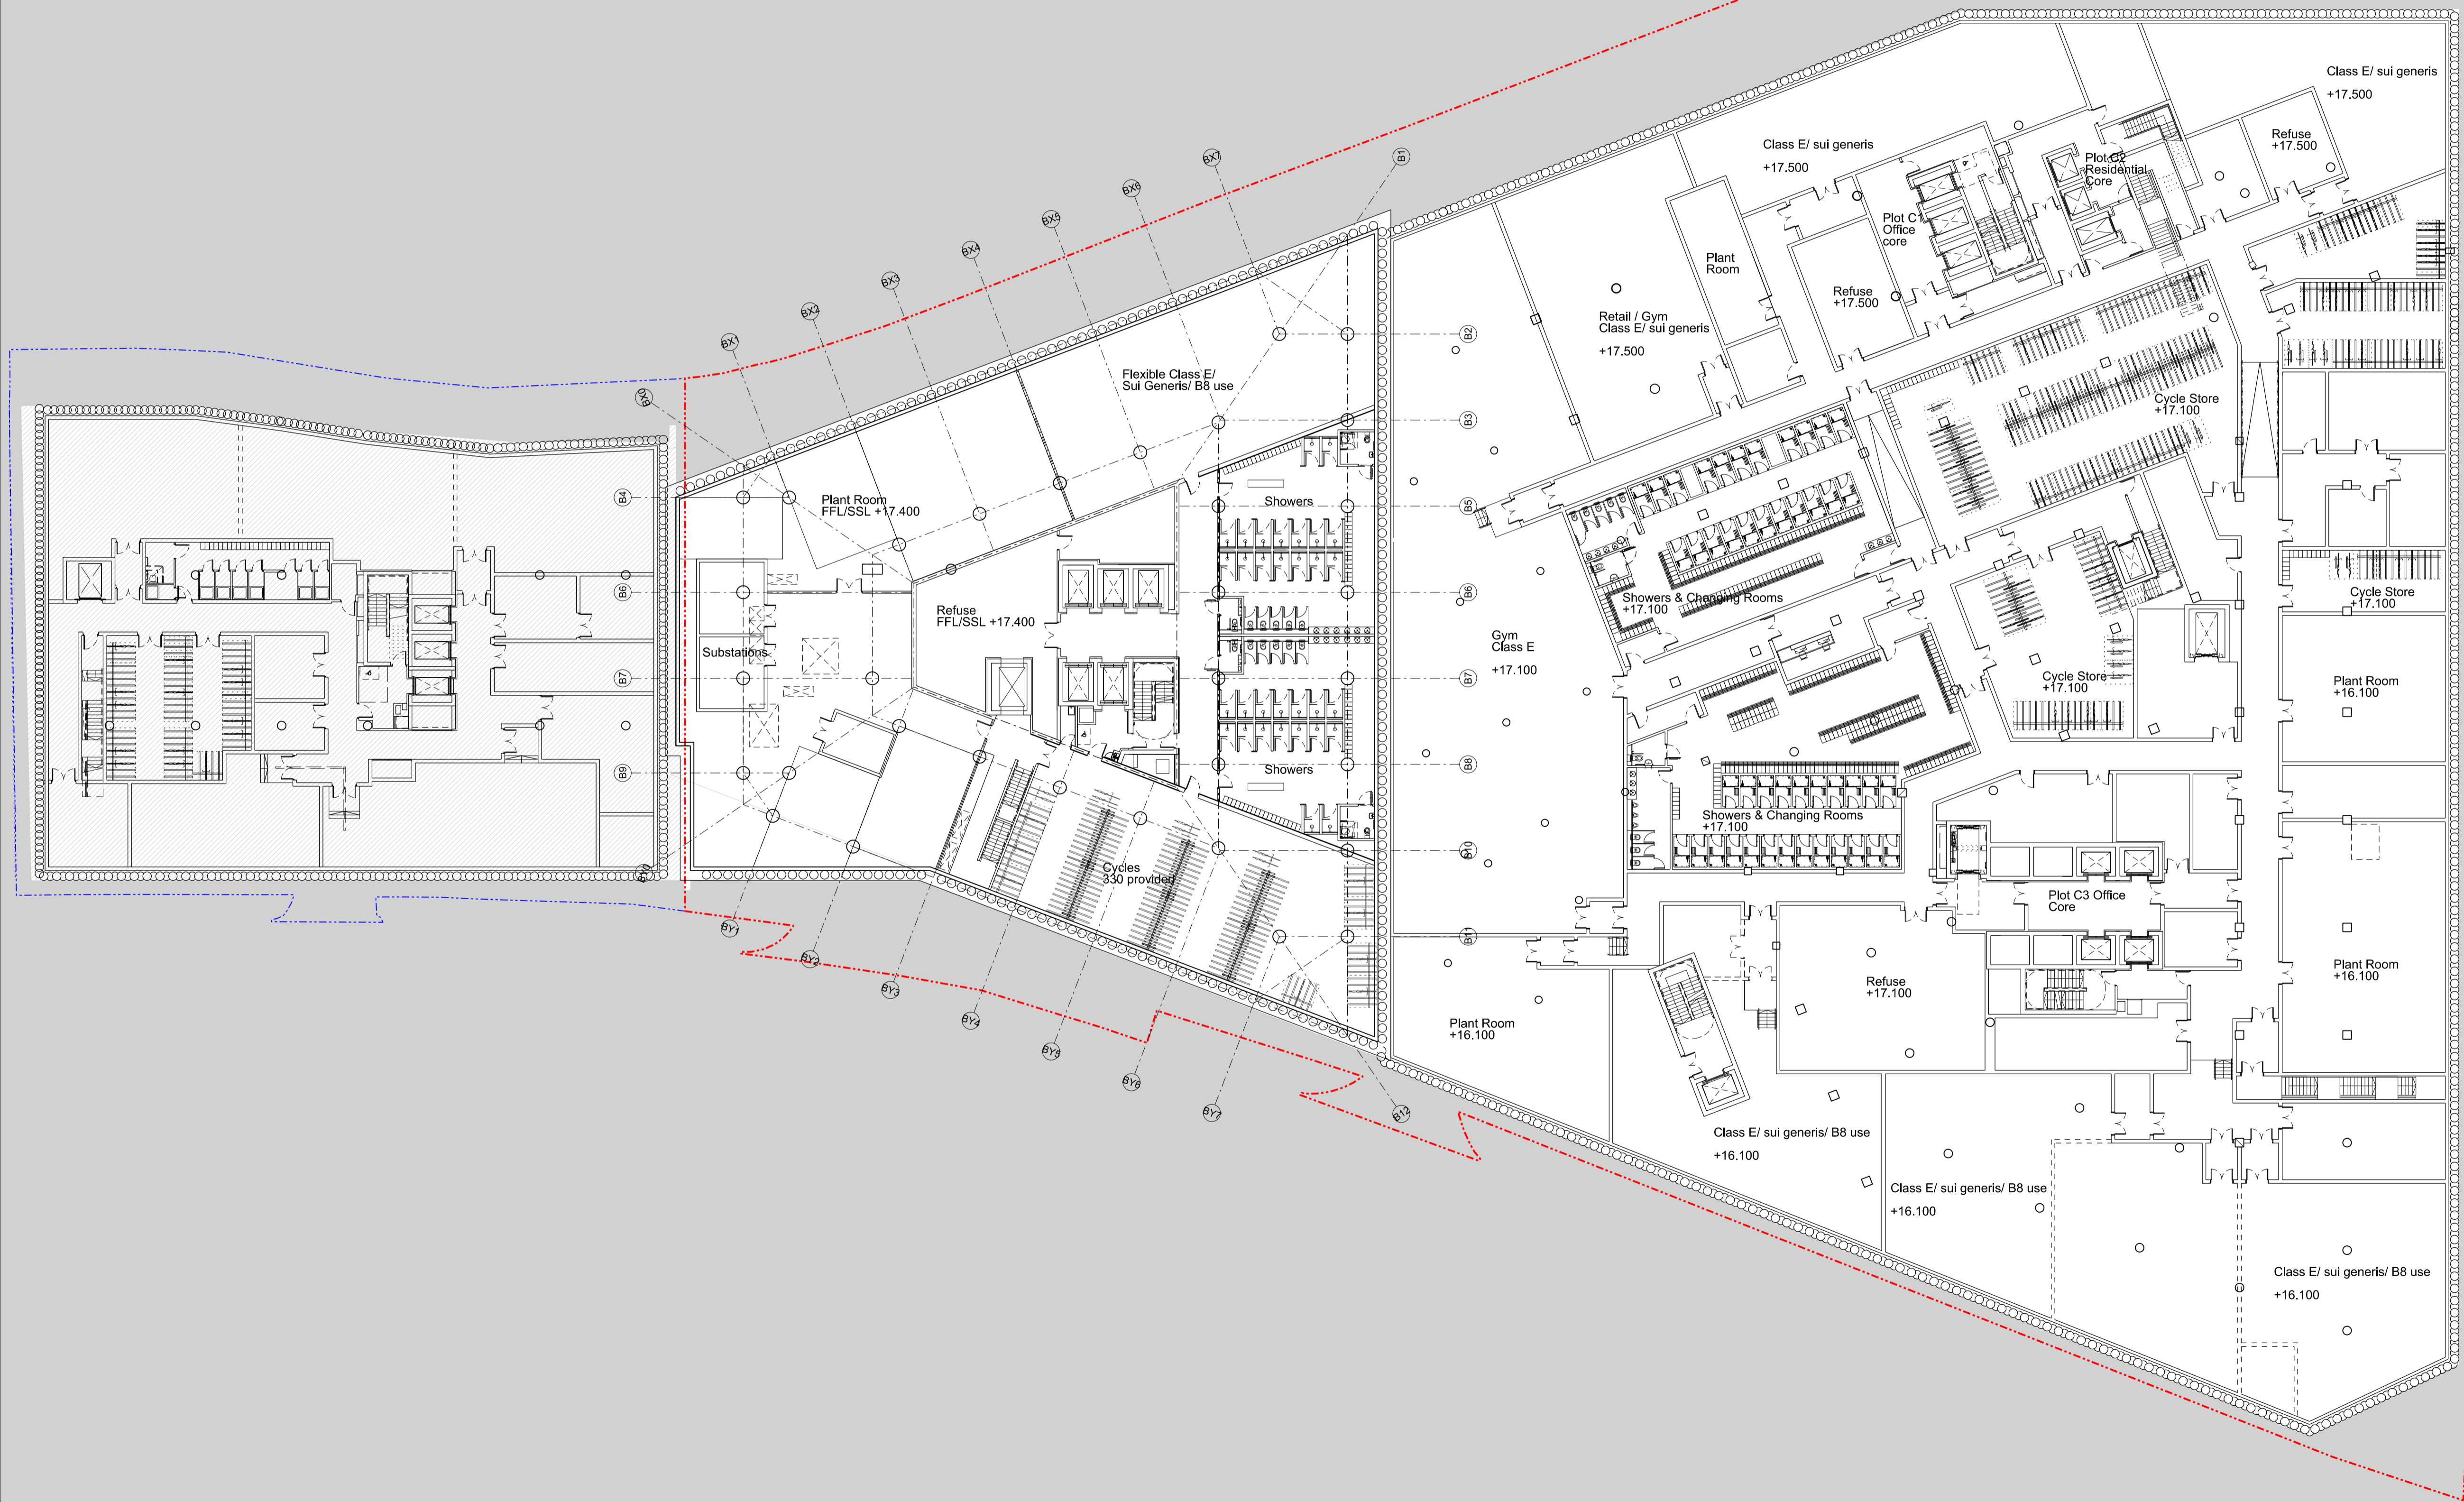 Class E/ sui generis
+17.500
Refuse
+17.500
Class E/ sui generis
+17.500
Plot C2
Residential
Core
Plot C1
Office
core
Plant
Room
Refuse
+17.500
Retail / Gym
Class E/ sui generis
+17.500
BX0
BX1
BX2
BX3
BX4
BX5
BX6
BX7
B1
B2
B3
B4
B5
B6
B6
B7
B7
B8
B9
B10
B11
B12
BY0
BY1
BY2
BY3
BY4
BY5
BY6
BY7
Flexible Class E/
Sui Generis/ B8 use
Plant Room
FFL/SSL +17.400
Showers
Refuse
FFL/SSL +17.400
Substations
Showers
Cycles
330 provided
Cycle Store
+17.100
Showers & Changing Rooms
+17.100
Gym
Class E
+17.100
Cycle Store
+17.100
Cycle Store
+17.100
Plant Room
+16.100
Showers & Changing Rooms
+17.100
Plot C3 Office
Core
Refuse
+17.100
Plant Room
+16.100
Plant Room
+16.100
Class E/ sui generis/ B8 use
+16.100
Class E/ sui generis/ B8 use
+16.100
Class E/ sui generis/ B8 use
+16.100